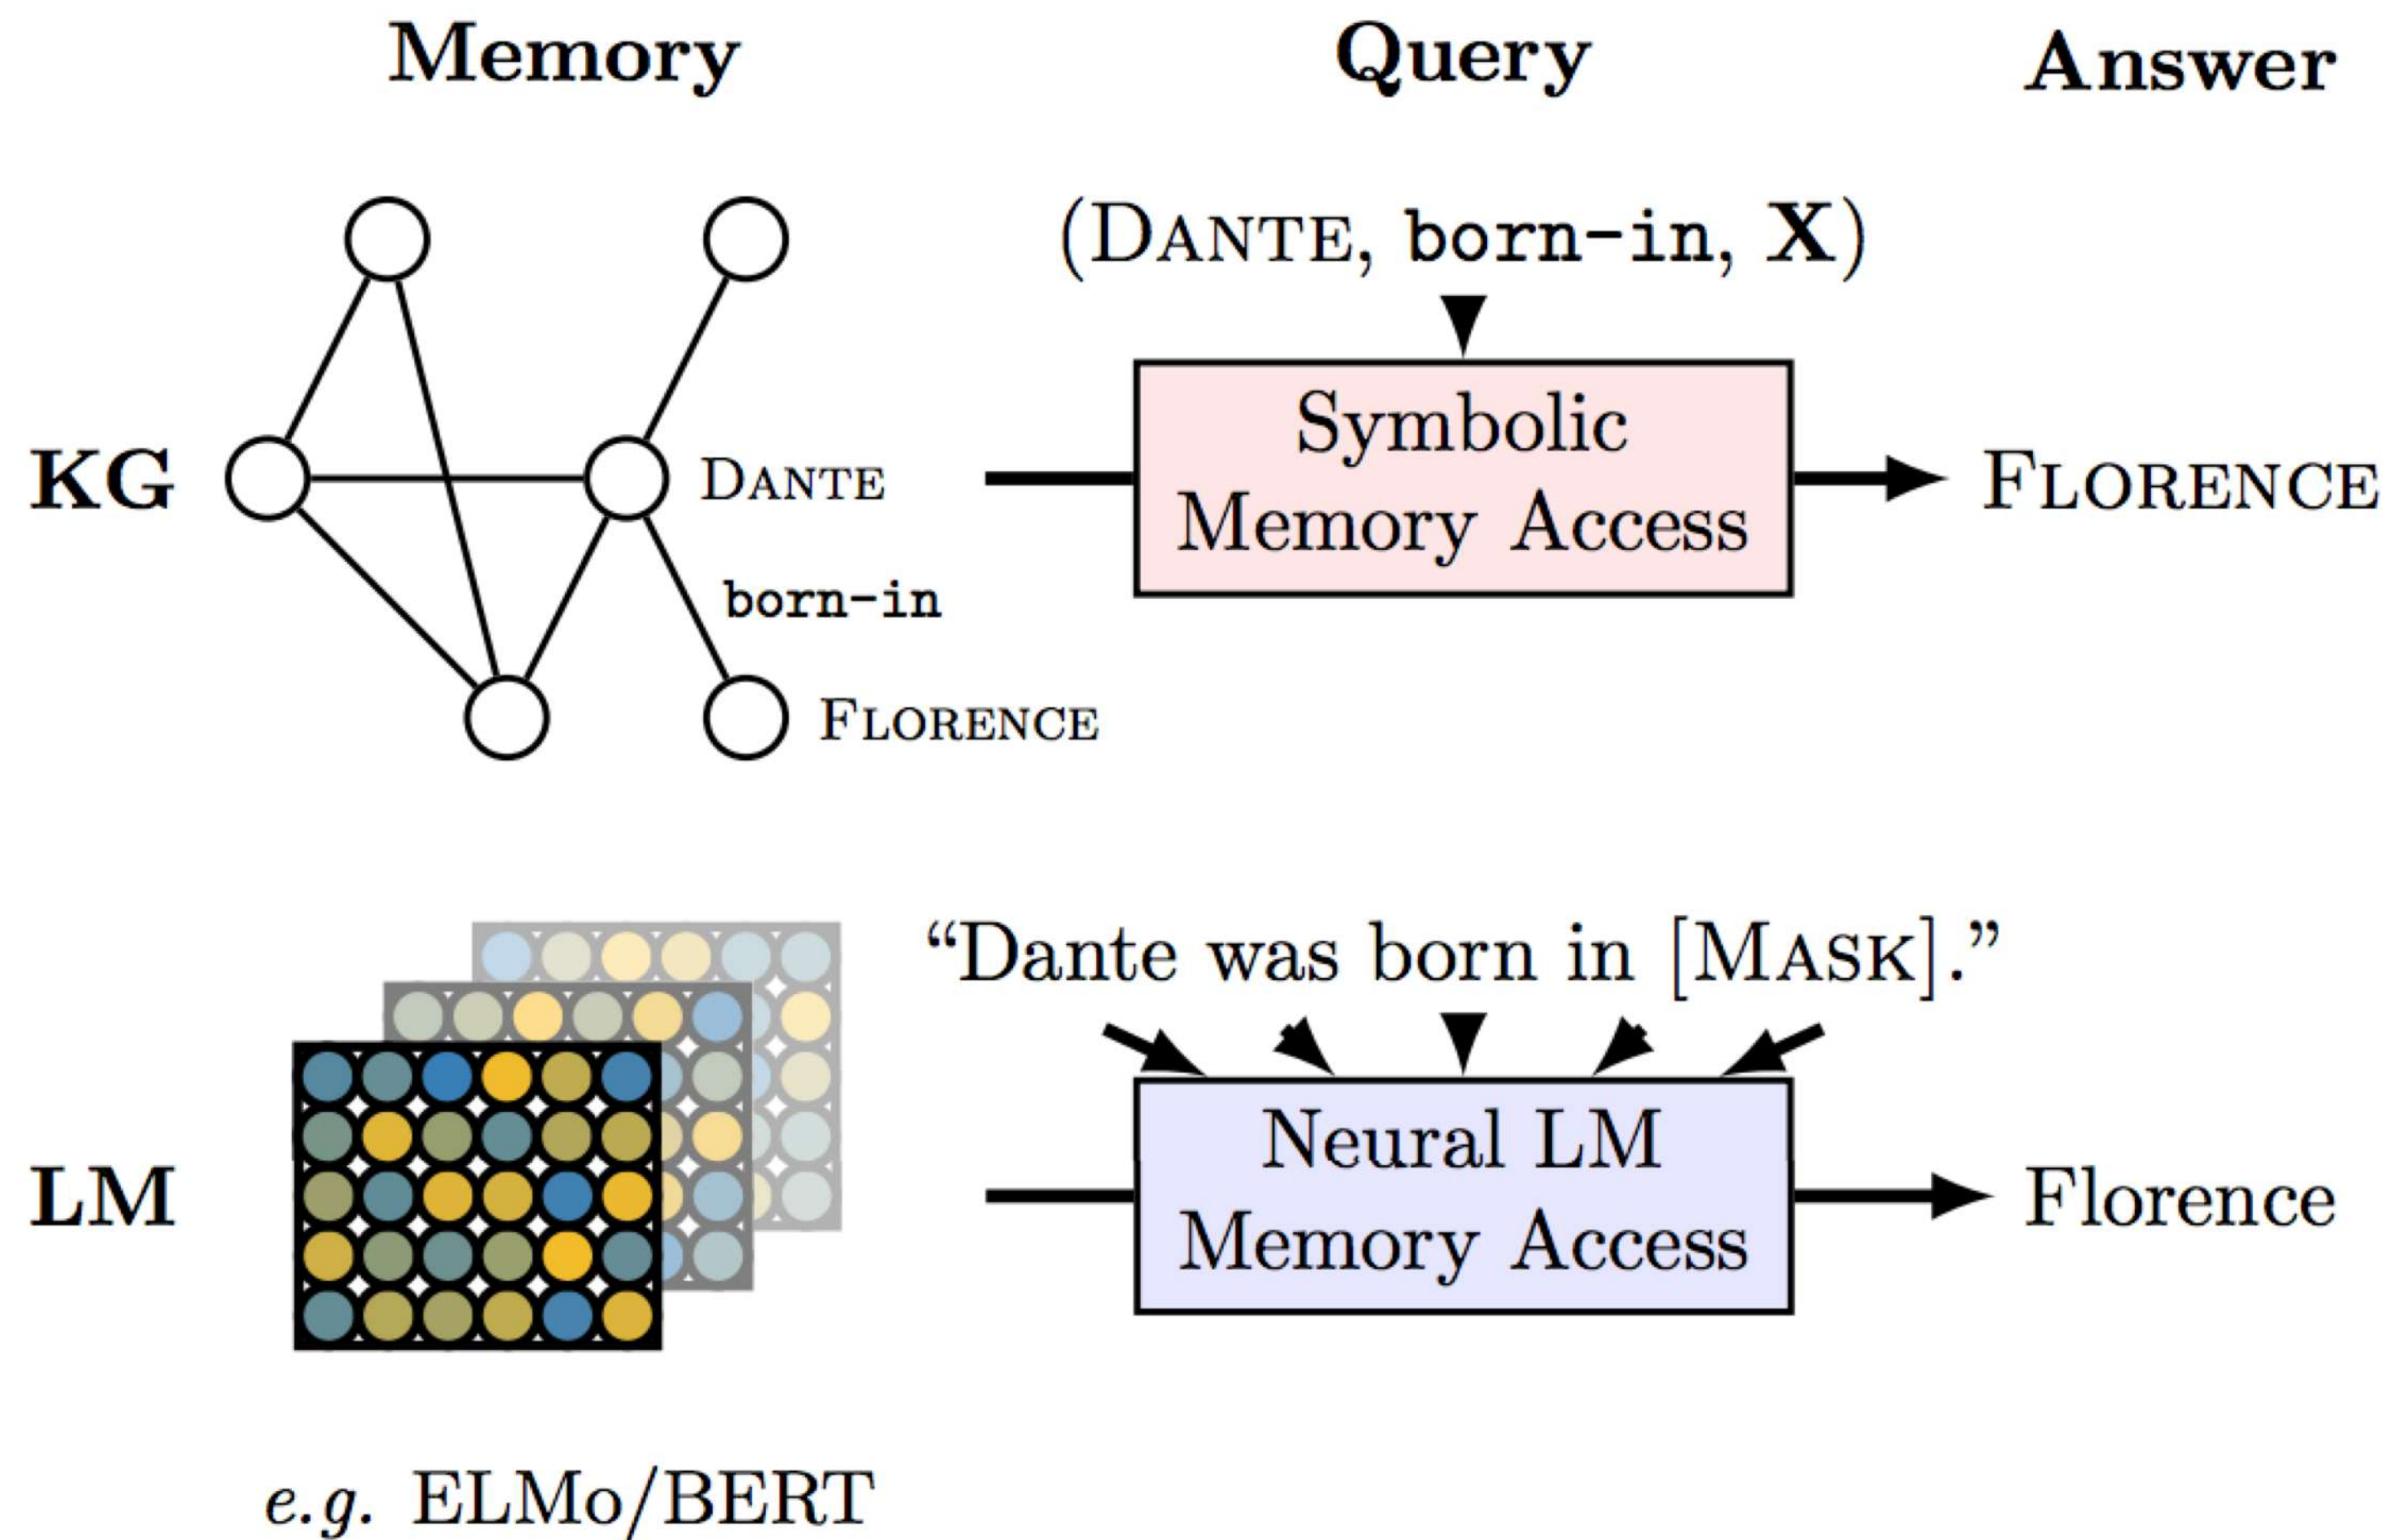 Memory Query Answer
(DANTE, born-in, X)
KG
DANTE
born-in
FLORENCE
Symbolic
Memory Access
FLORENCE
“Dante was born in [MASK].”
LM
Neural LM
Memory Access
Florence
e.g. ELMo/BERT